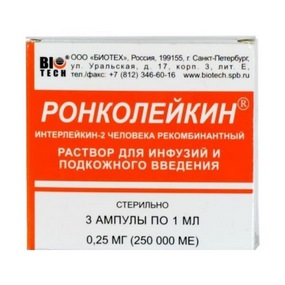 BIO
TECH
ООО «БИОТЕХ», Россия, 199155, г. Санкт-Петербург,
ул. Уральская, д. 17, корп. 3, лит. Е,
тел./факс: +7 (812) 346-60-16 www.biotech.spb.ru
РОНКОЛЕЙКИН®
ИНТЕРЛЕЙКИН-2 ЧЕЛОВЕКА РЕКОМБИНАНТНЫЙ
РАСТВОР ДЛЯ ИНФУЗИЙ И
ПОДКОЖНОГО ВВЕДЕНИЯ
СТЕРИЛЬНО
3 АМПУЛЫ ПО 1 МЛ
0,25 МГ (250 000 МЕ)